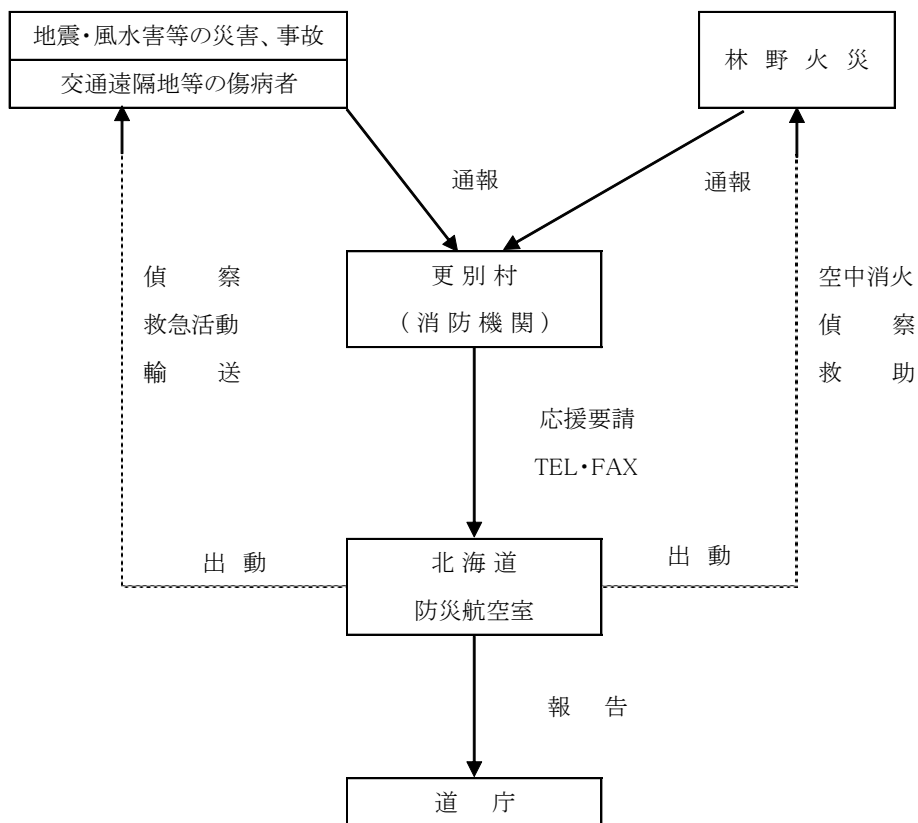 地震・風水害等の災害、事故
交通遠隔地等の傷病者
林野火災
通報
通報
更別村
（消防機関）
偵察
救急活動
輸送
空中消火
偵察
救助
応援要請
TEL・FAX
出動
北海道
防災航空室
出動
報告
道庁